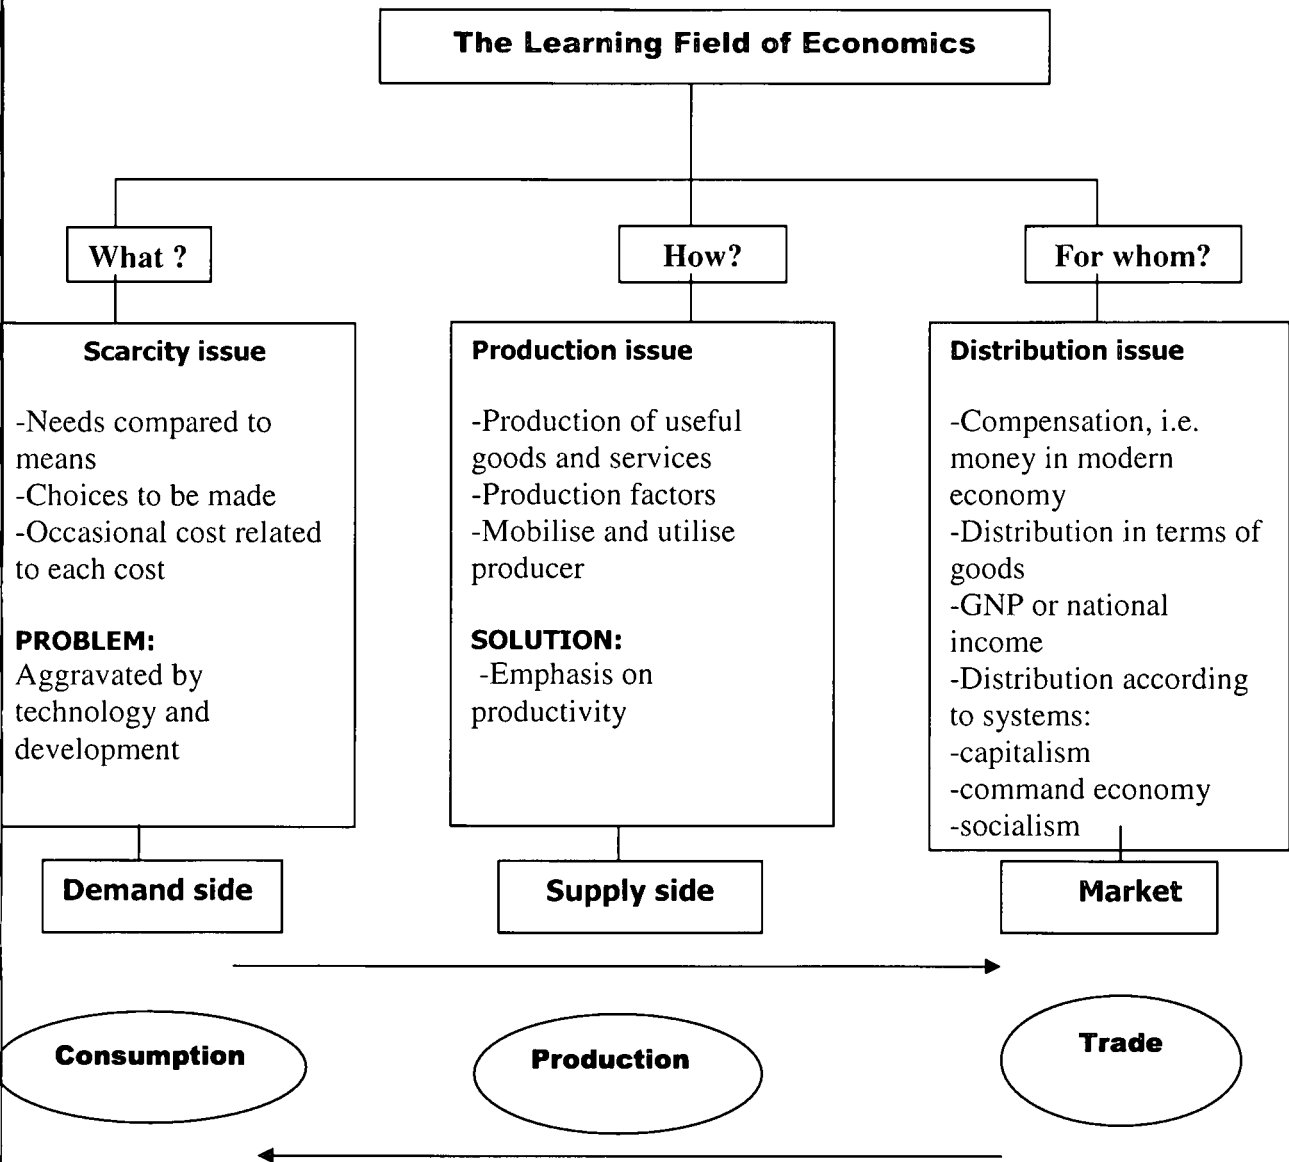 The Learning Field of Economics
What ?
How?
For whom?
Scarcity issue
-Needs compared to
means
-Choices to be made
-Occasional cost related
to each cost
PROBLEM:
Aggravated by
technology and
development
Production issue
-Production of useful
goods and services
-Production factors
-Mobilise and utilise
producer
SOLUTION:
-Emphasis on
productivity
Distribution issue
-Compensation, i.e.
money in modern
economy
-Distribution in terms of
goods
-GNP or national
income
-Distribution according
to systems:
-capitalism
-command economy
-socialism
Demand side
Supply side
Market
Consumption
Production
Trade